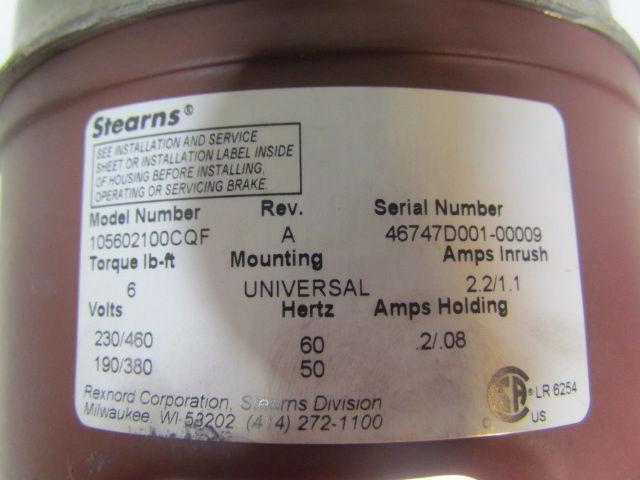 Stearns®
SEE INSTALLATION AND SERVICE
SHEET OR INSTALLATION LABEL INSIDE
OF HOUSING BEFORE INSTALLING,
OPERATING OR SERVICING BRAKE.
Model Number Rev. Serial Number
105602100CQF A 46747D001-00009
Torque lb-ft Mounting Amps Inrush
6 UNIVERSAL 2.2/1.1
Volts Hertz Amps Holding
230/460 60 .2/.08
190/380 50
Rexnord Corporation, Stearns Division
Milwaukee, WI 53202 (414) 272-1100
SA ® LR 6254
US